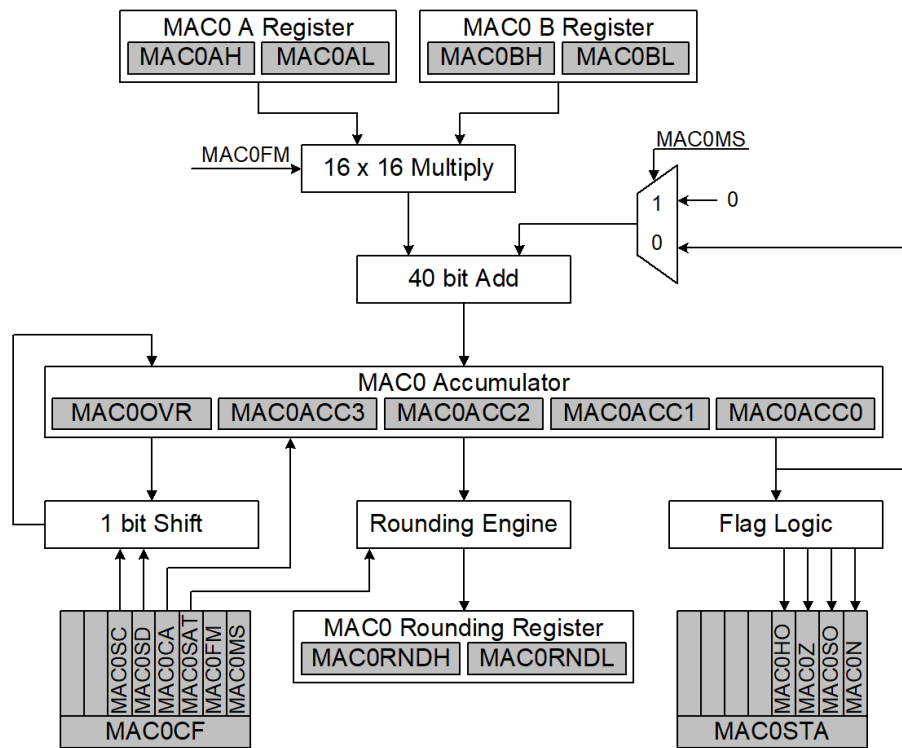 MAC0 A Register
MAC0AH MAC0AL
MAC0 B Register
MAC0BH MAC0BL
MAC0FM
16 x 16 Multiply
MAC0MS
1
0
0
40 bit Add
MAC0 Accumulator
MAC0OVR MAC0ACC3 MAC0ACC2 MAC0ACC1 MAC0ACC0
1 bit Shift
Rounding Engine
Flag Logic
MAC0SC
MAC0SD
MAC0CA
MAC0SAT
MAC0FM
MAC0MS
MAC0CF
MAC0 Rounding Register
MAC0RNDH MAC0RNDL
MAC0HO
MAC0Z
MAC0SO
MAC0N
MAC0STA